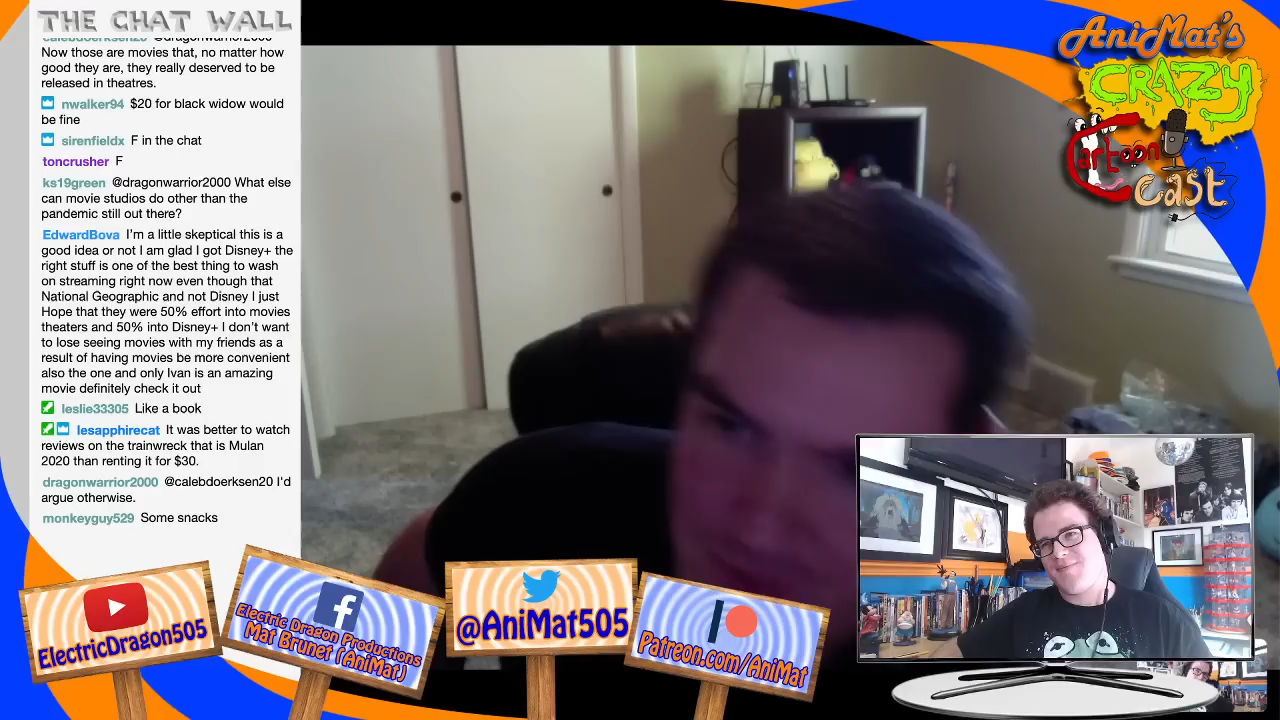 THE CHAT WALL
calebdoerksen20 @dragonwarrior2000
Now those are movies that, no matter how
good they are, they really deserved to be
released in theatres.
nwalker94 $20 for black widow would
be fine
sirenfieldx F in the chat
toncrusher F
ks19green @dragonwarrior2000 What else
can movie studios do other than the
pandemic still out there?
EdwardBova I'm a little skeptical this is a
good idea or not I am glad I got Disney+ the
right stuff is one of the best thing to wash
on streaming right now even though that
National Geographic and not Disney I just
Hope that they were 50% effort into movies
theaters and 50% into Disney+ I don't want
to lose seeing movies with my friends as a
result of having movies be more convenient
also the one and only Ivan is an amazing
movie definitely check it out
leslie33305 Like a book
lesapphirecat It was better to watch
reviews on the trainwreck that is Mulan
2020 than renting it for $30.
dragonwarrior2000 @calebdoerksen20 I'd
argue otherwise.
monkeyguy529 Some snacks
AniMat's
CRAZY
Cartoon
Cast
ElectricDragon505
Electric Dragon Productions
Mat Brunet (AniMat)
@AniMat505
Patreon.com/AniMat